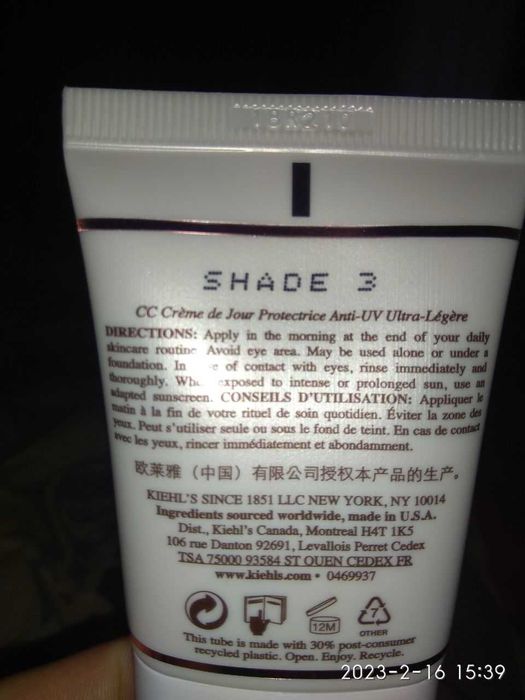 SHADE 3
CC Crème de Jour Protectrice Anti-UV Ultra-Légère
DIRECTIONS: Apply in the morning at the end of your daily
skincare routine Avoid eye area. May be used alone or under a
foundation. In of contact with eyes, rinse immediately and
thoroughly. exposed to intense or prolonged sun, use an
adapted sunscreen. CONSEILS D'UTILISATION: Appliquer le
matin à la fin de votre rituel de soin quotidien. Éviter la zone des
yeux. Peut s'utiliser seule ou sous le fond de teint. En cas de contact
avec les yeux, rincer immédiatement et abondamment.
欧莱雅（中国）有限公司授权本产品的生产。
KIEHL'S SINCE 1851 LLC NEW YORK, NY 10014
Ingredients sourced worldwide, made in U.S.A.
Dist., Kiehl's Canada, Montreal H4T 1K5
106 rue Danton 92691, Levallois Perret Cedex
TSA 75000 93584 ST OUEN CEDEX FR
www.kiehls.com • 0469937
12M
7
OTHER
This tube is made with 30% post-consumer
recycled plastic. Open. Enjoy. Recycle.
2023-2-16 15:39